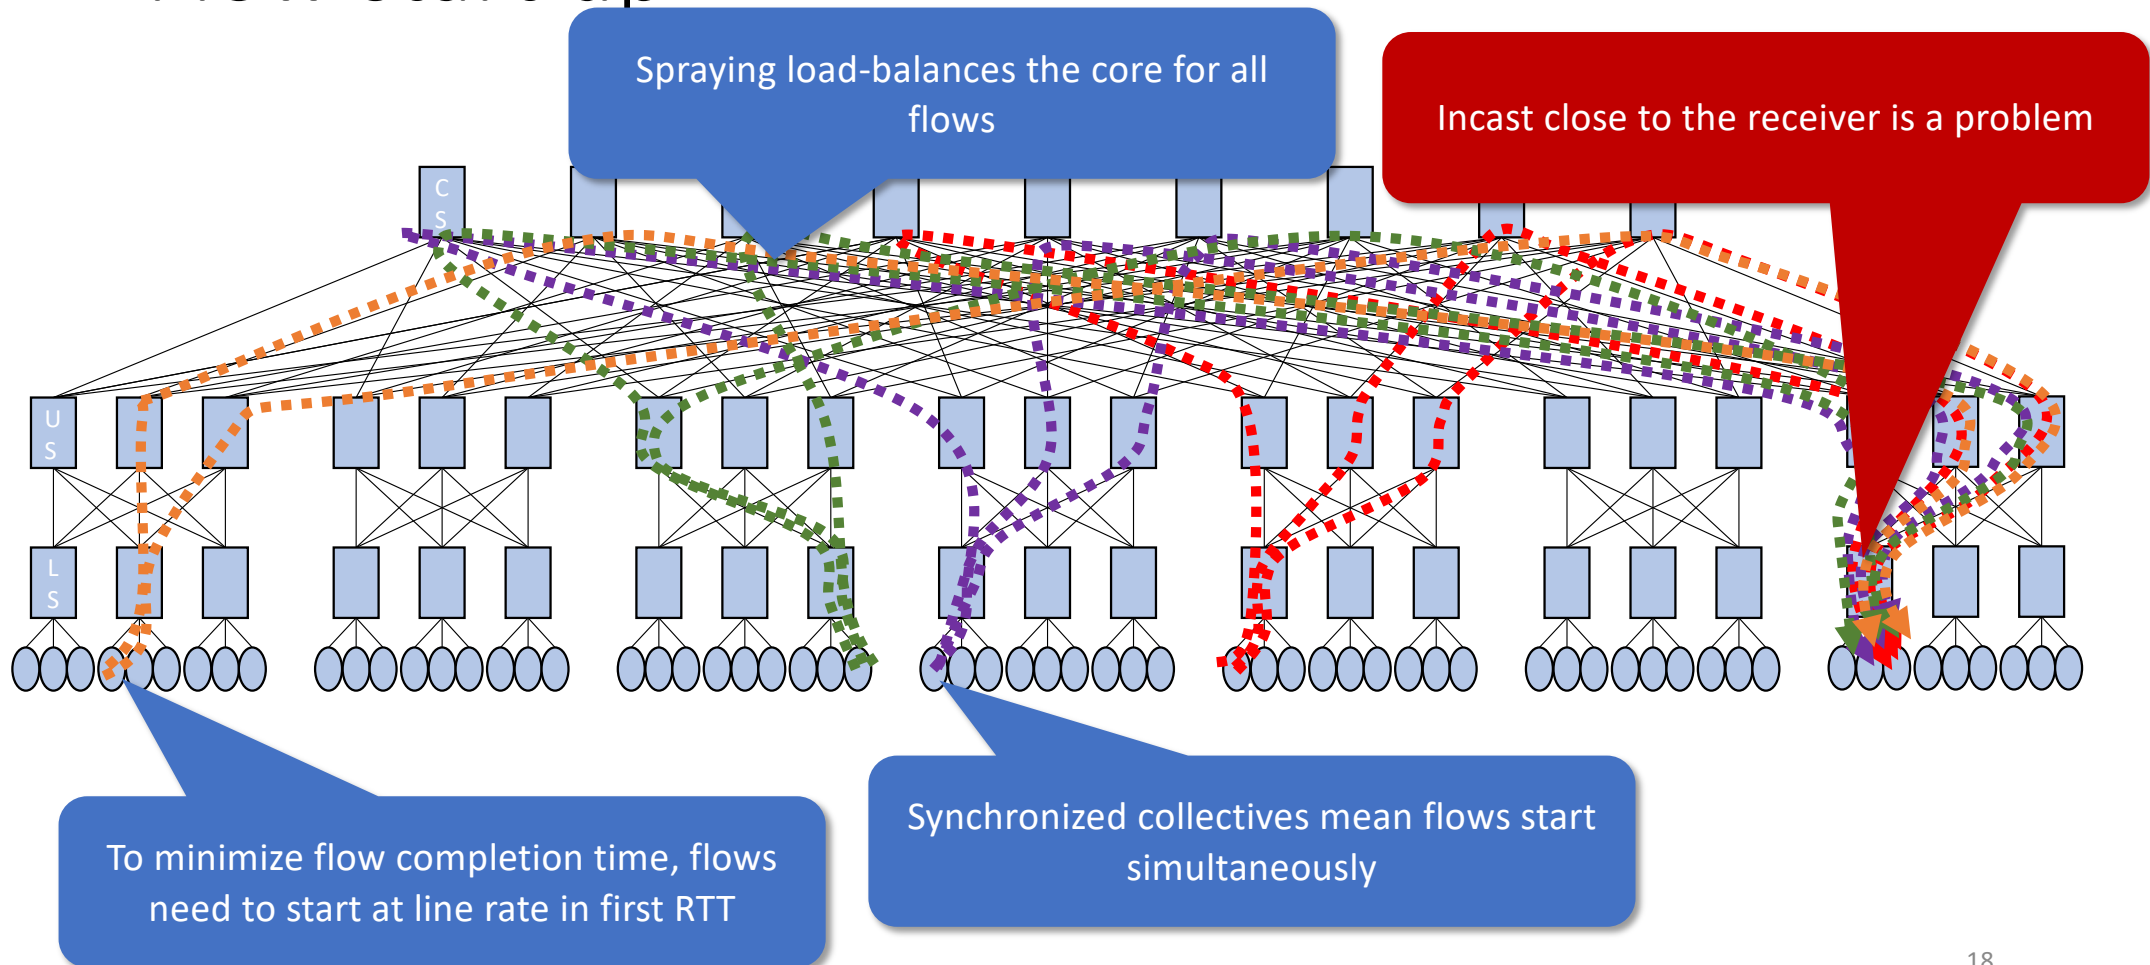 Spraying load-balances the core for all
flows
Incast close to the receiver is a problem
C
S
U
S
L
S
To minimize flow completion time, flows
need to start at line rate in first RTT
Synchronized collectives mean flows start
simultaneously
18